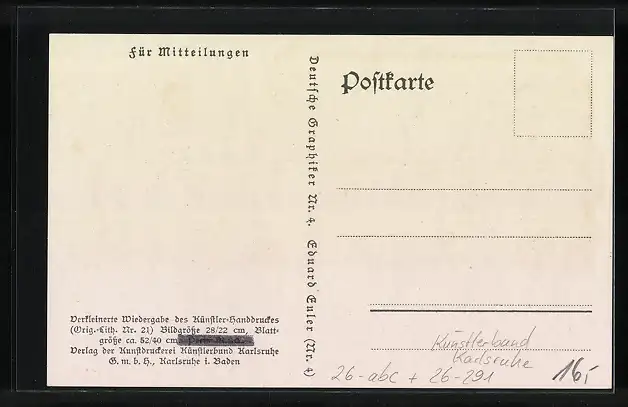 Für Mitteilungen
Postkarte
Deutsche Graphiker Nr. 4. Eduard Euler (Nr. 4)
Verkleinerte Wiedergabe des Künstler-Handdruckes
(Orig.-Lith. Nr. 21) Bildgröße 28/22 cm, Blatt-
größe ca. 52/40 cm
Verlag der Kunstdruckerei Künstlerbund Karlsruhe
G. m. b. H., Karlsruhe i. Baden
Künstlerband
Karlsruhe
26-abc + 26-291
16,-